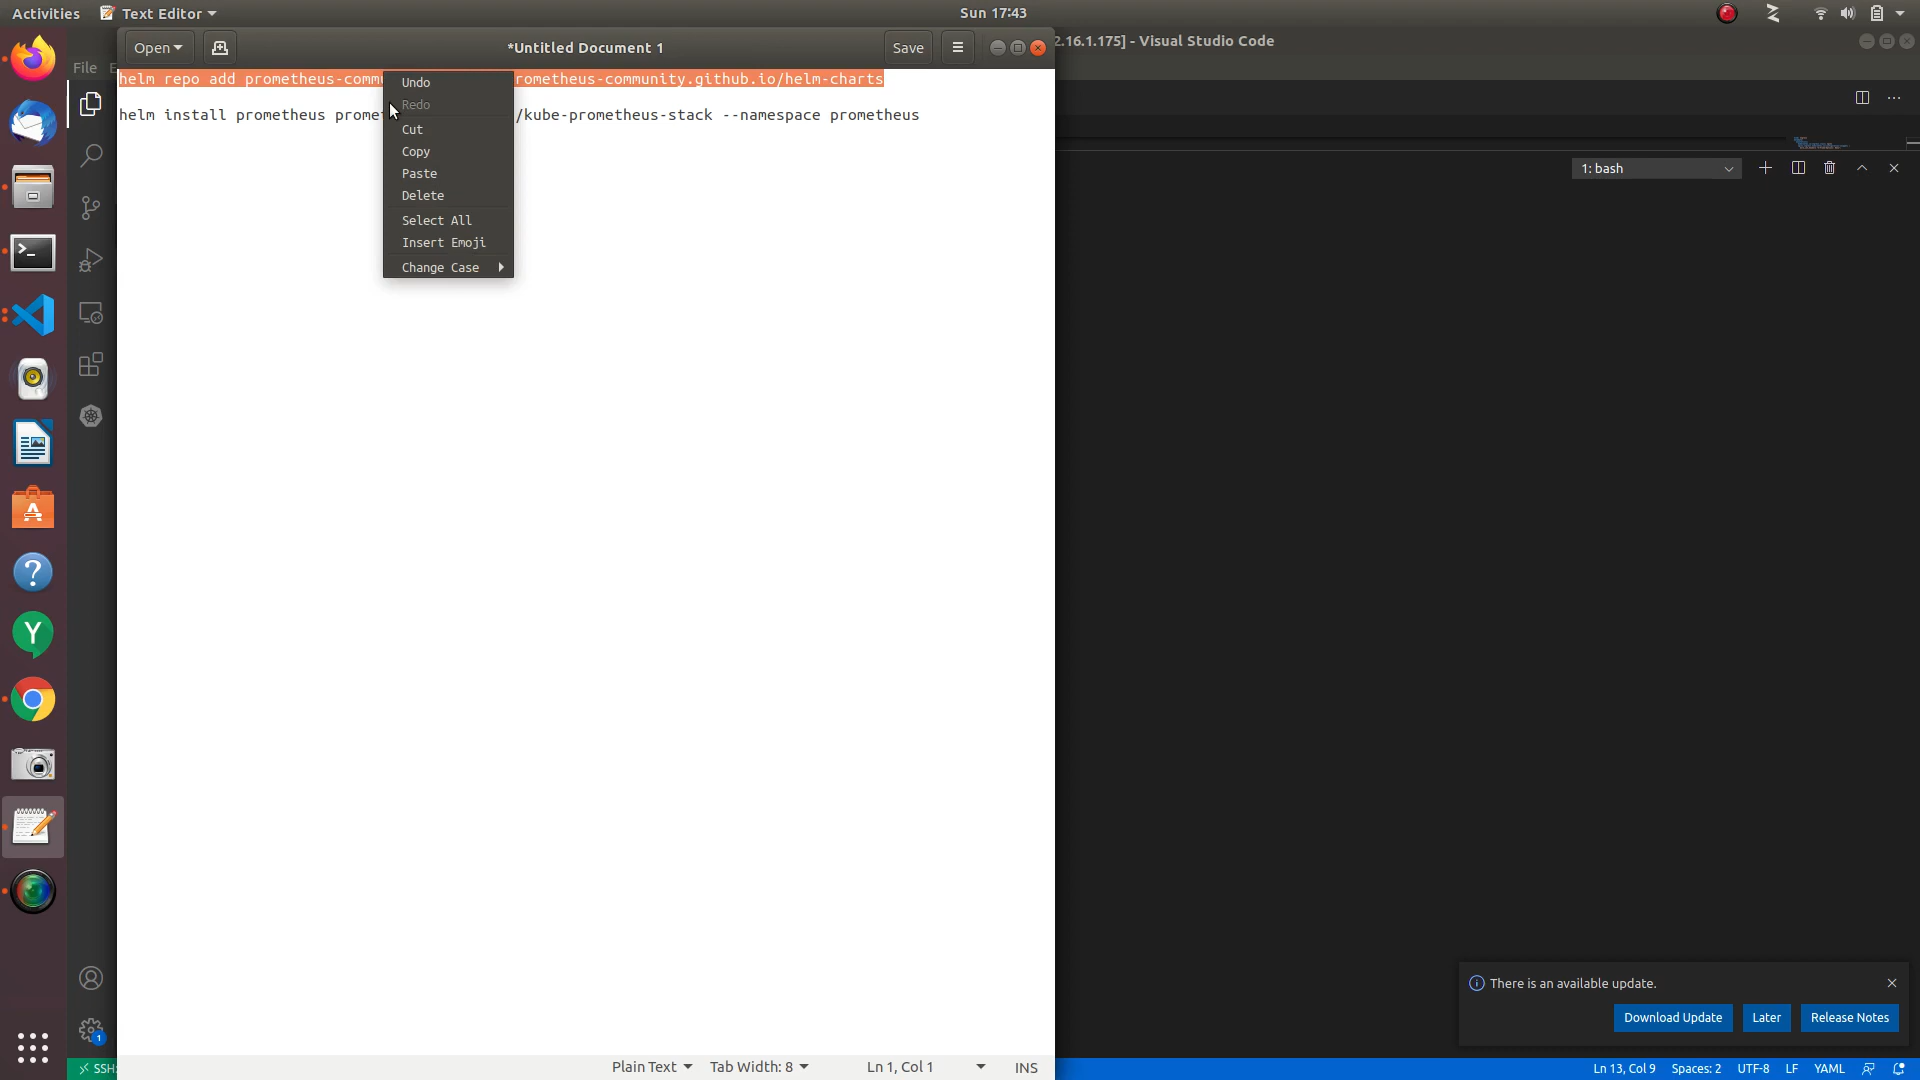 Activities
Text Editor
Sun 17:43
Open
*Untitled Document 1
Save
2.16.1.175] - Visual Studio Code
File
E
helm repo add prometheus-commu
rometheus-community.github.io/helm-charts
helm install prometheus promet
/kube-prometheus-stack --namespace prometheus
Undo
Redo
Cut
Copy
Paste
Delete
Select All
Insert Emoji
Change Case
1: bash
There is an available update.
Download Update
Later
Release Notes
1
SSH:
Plain Text
Tab Width: 8
Ln 1, Col 1
INS
Ln 13, Col 9
Spaces: 2
UTF-8
LF
YAML